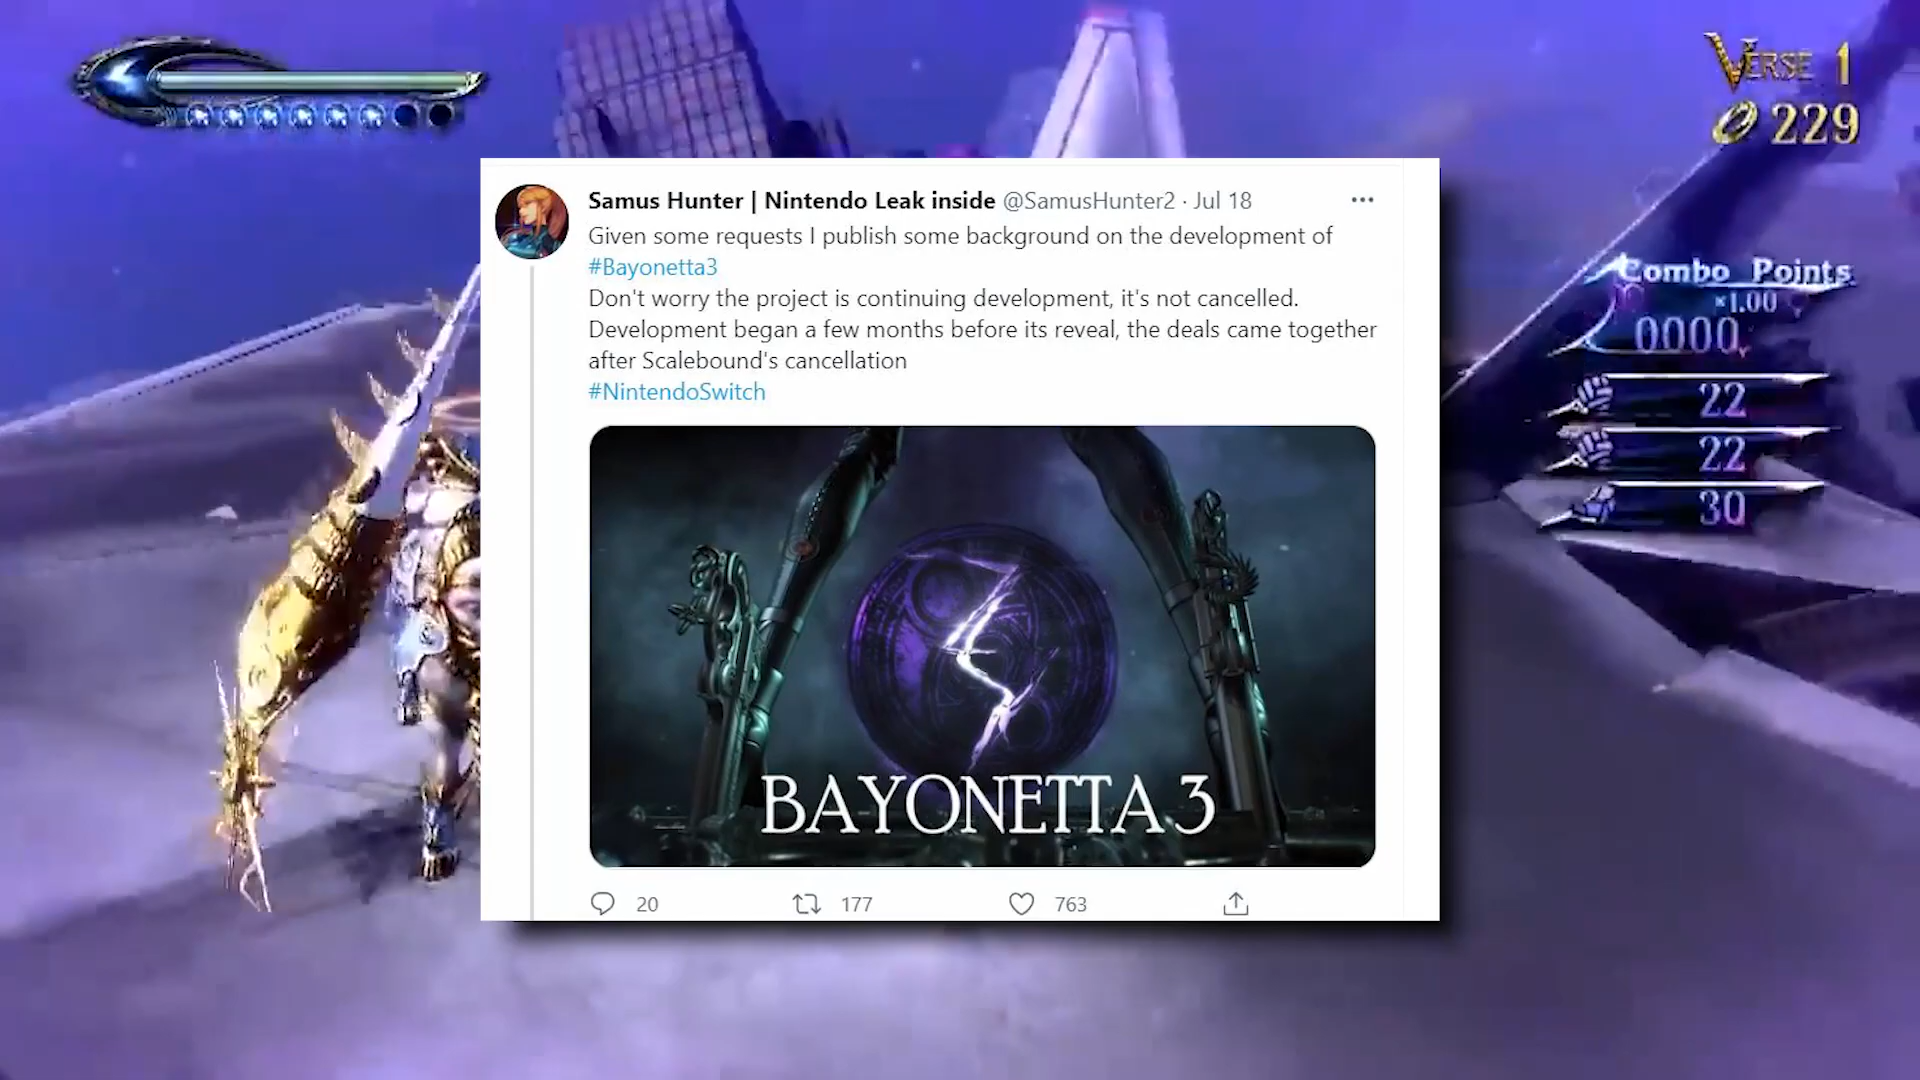 VERSE 1
229
Samus Hunter | Nintendo Leak inside @SamusHunter2 · Jul 18
Given some requests I publish some background on the development of
#Bayonetta3
Don't worry the project is continuing development, it's not cancelled.
Development began a few months before its reveal, the deals came together
after Scalebound's cancellation
#NintendoSwitch
BAYONETTA 3
20 177 763
Combo Points
×1.00
0000
22
22
30